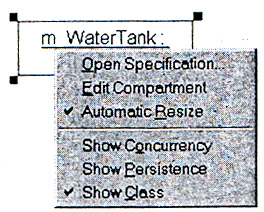 m_WaterTank :
Open Specification...
Edit Compartment
✓ Automatic Resize
Show Concurrency
Show Persistence
✓ Show Class